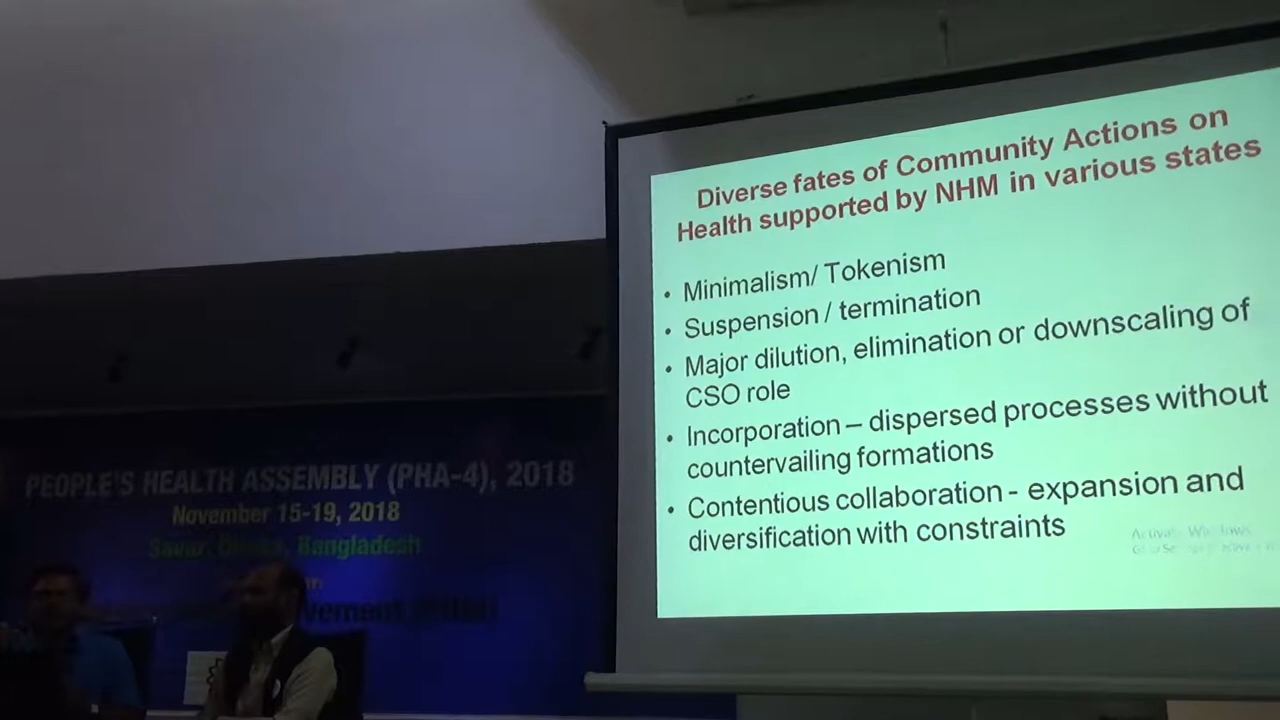 Diverse fates of Community Actions on
Health supported by NHM in various states
• Minimalism/ Tokenism
• Suspension / termination
• Major dilution, elimination or downscaling of
CSO role
• Incorporation – dispersed processes without
countervailing formations
• Contentious collaboration - expansion and
diversification with constraints
PEOPLE'S HEALTH ASSEMBLY (PHA-4), 2018
November 15-19, 2018
Bangladesh